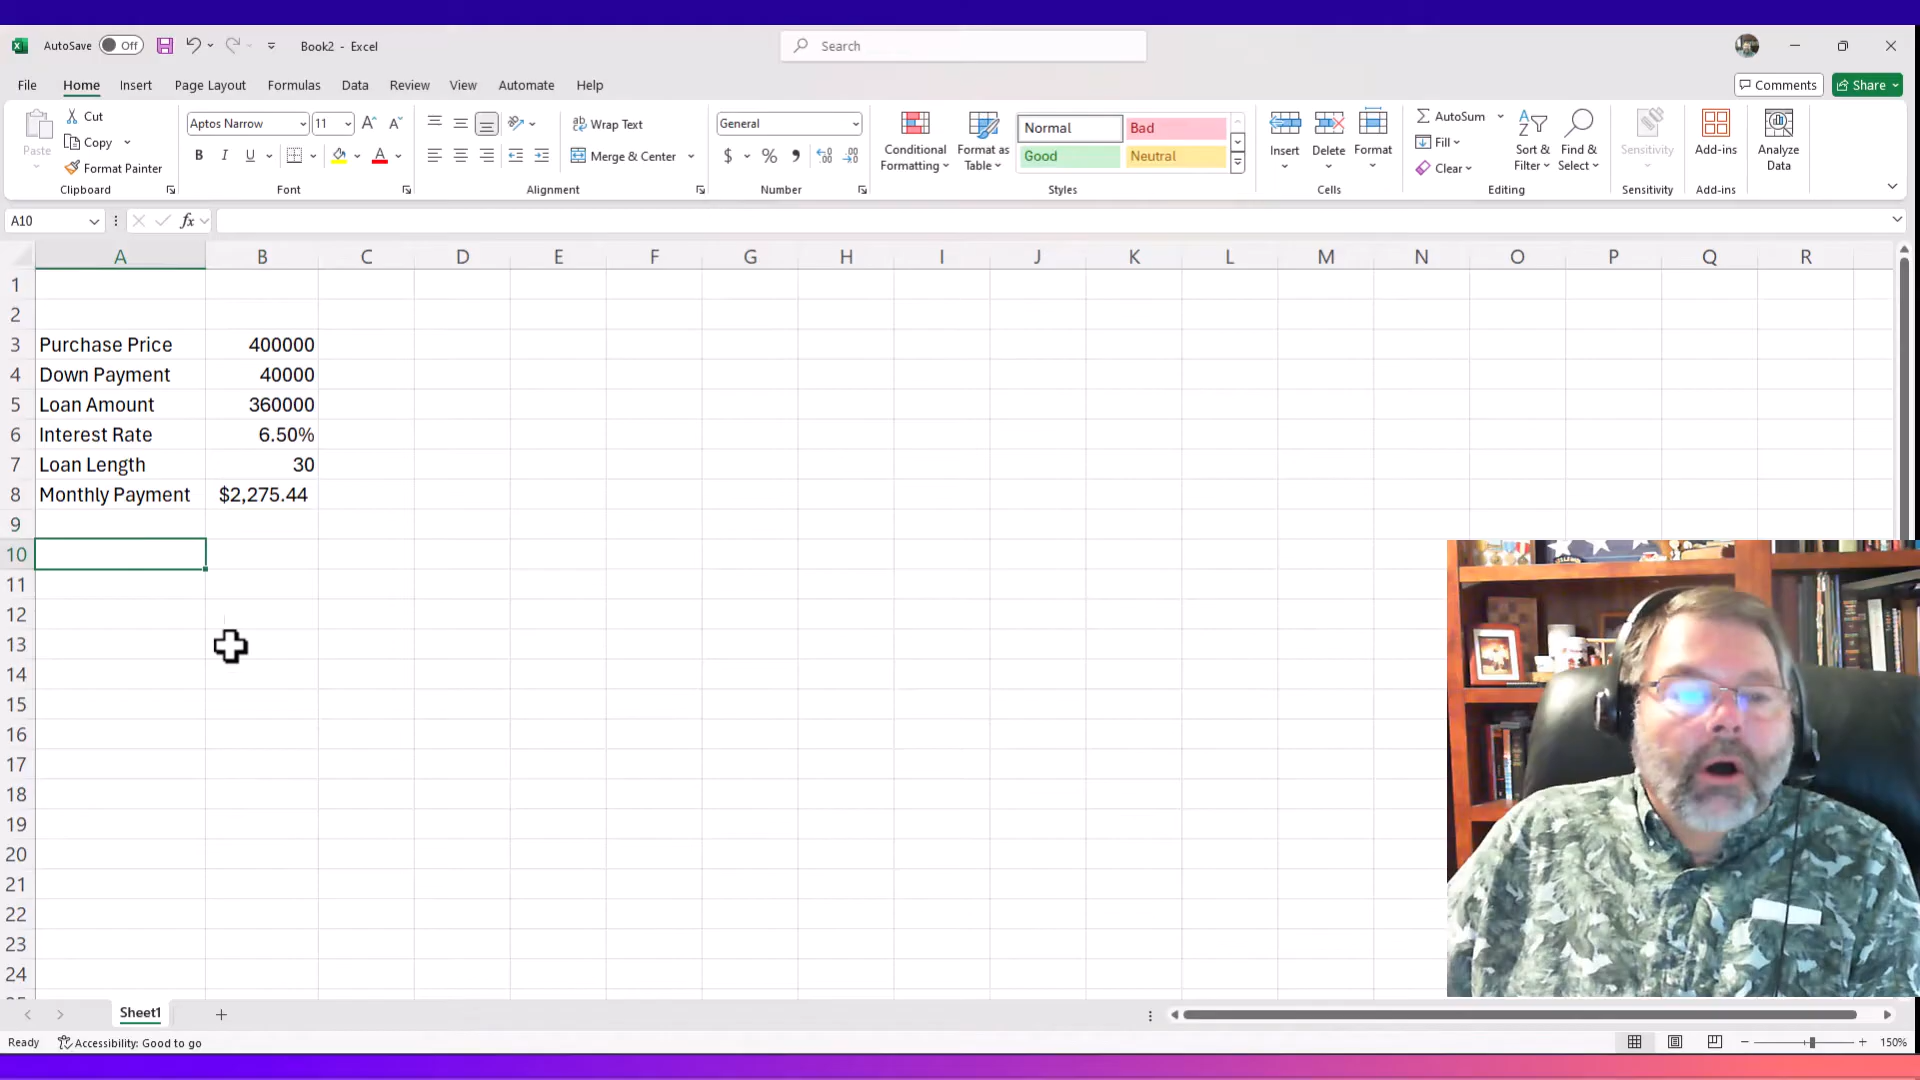 AutoSave Off Book2 - Excel Search
File Home Insert Page Layout Formulas Data Review View Automate Help Comments Share
Paste Cut Copy Format Painter
Aptos Narrow 11
B I U A
Wrap Text
Merge & Center
General
$ %
Conditional Formatting
Format as Table
Normal Bad
Good Neutral
Insert Delete Format
AutoSum
Fill
Clear
Sort & Filter
Find & Select
Sensitivity
Add-ins
Analyze Data
Clipboard Font Alignment Number Styles Cells Editing Sensitivity Add-ins
A10 fx
A B C D E F G H I J K L M N O P Q R
1
2
3 Purchase Price 400000
4 Down Payment 40000
5 Loan Amount 360000
6 Interest Rate 6.50%
7 Loan Length 30
8 Monthly Payment $2,275.44
9
10
11
12
13
14
15
16
17
18
19
20
21
22
23
24
Sheet1
Ready Accessibility: Good to go 150%